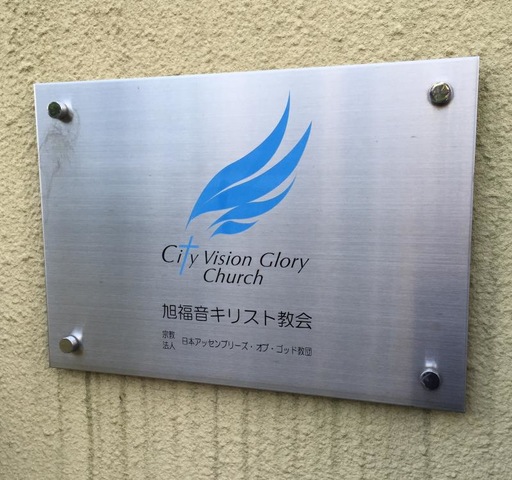 City Vision Glory
Church
旭福音キリスト教会
宗教
法人 日本アッセンブリーズ・オブ・ゴッド教団